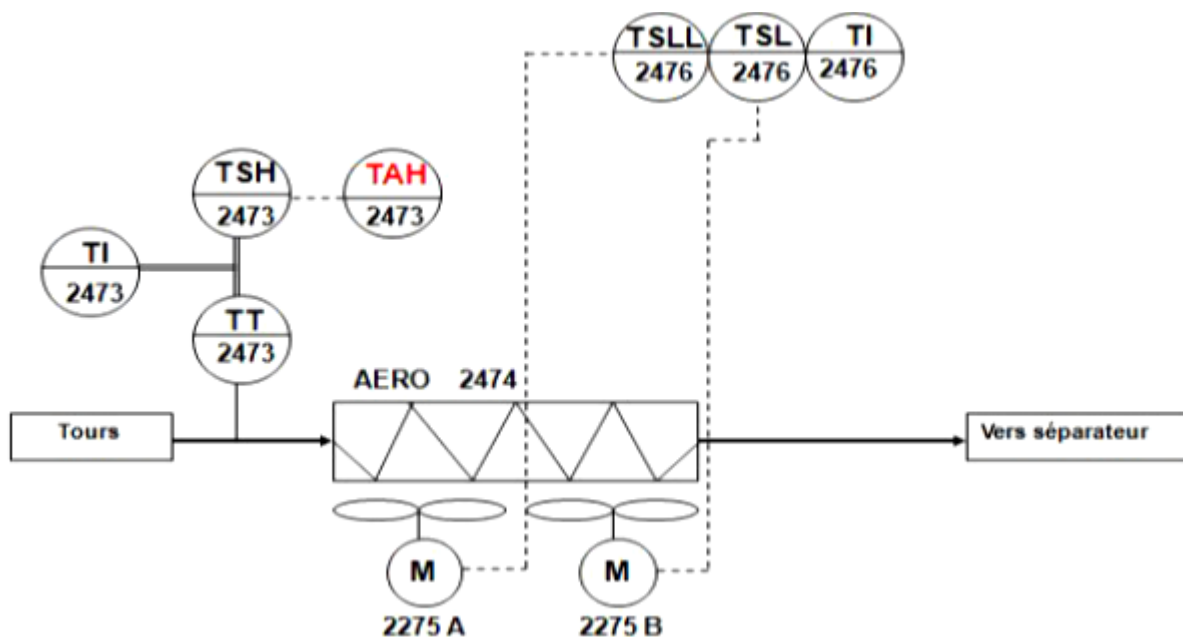 TSLL TSL TI
2476 2476 2476
TSH TAH
2473 2473
TI
2473
TT
2473
AERO 2474
Tours
Vers séparateur
M M
2275 A 2275 B